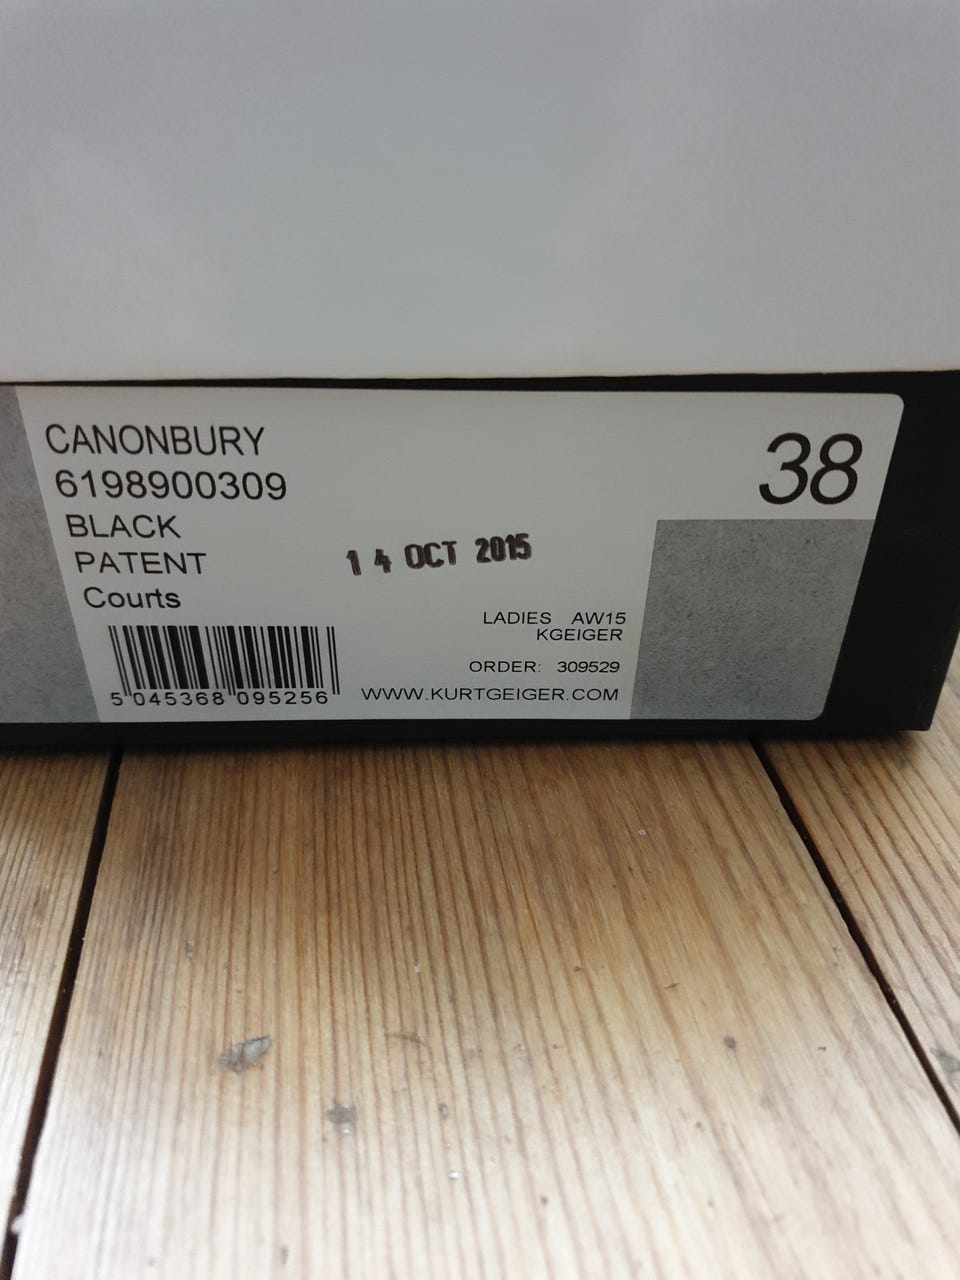 CANONBURY
6198900309
BLACK
PATENT
Courts
38
14 OCT 2015
LADIES AW15
KGEIGER
ORDER: 309529
5 045368 095256
WWW.KURTGEIGER.COM